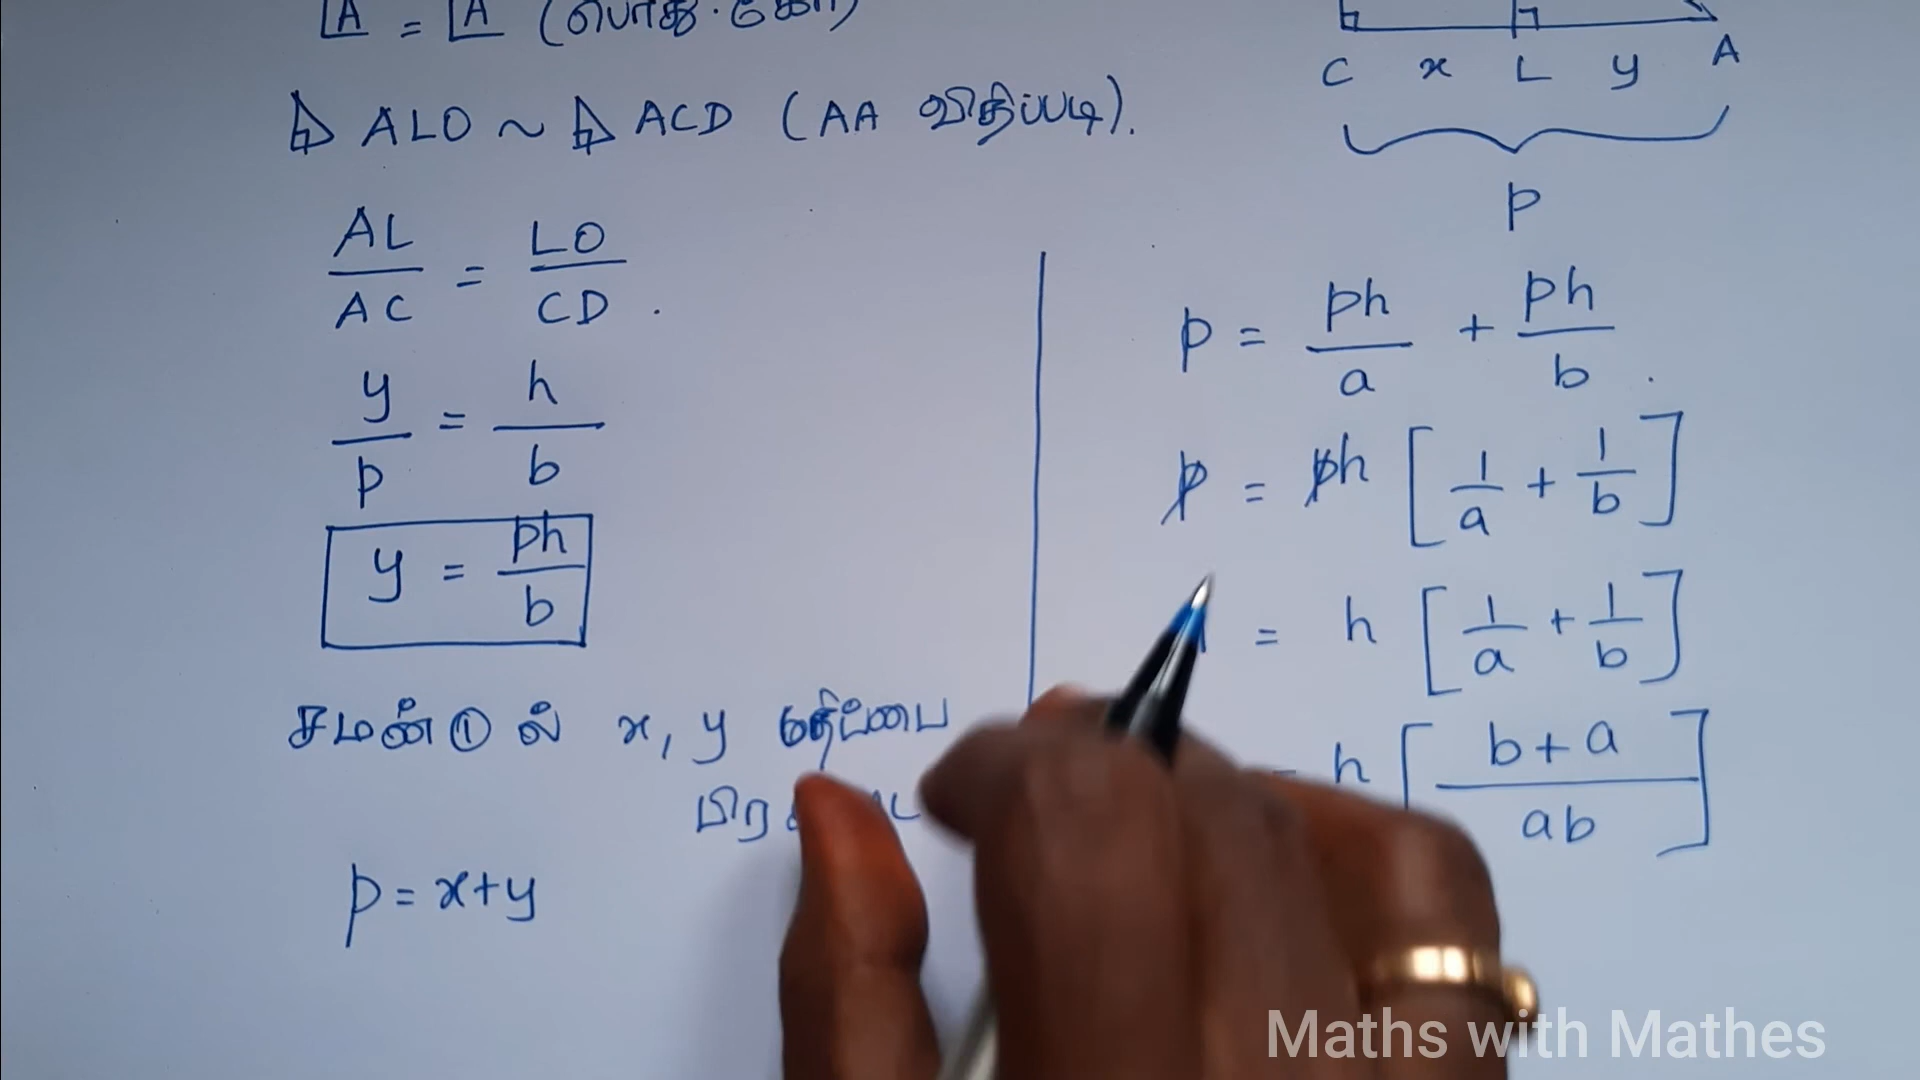 ∠A = ∠A (பொது.கோ)
C x L y A
△ ALO ~ △ ACD (AA விதிப்படி).
p
AL/AC = LO/CD.
y/p = h/b
y = ph/b
சமன் ① ல் x, y மதிப்பை
p = x+y
p = ph/a + ph/b.
p = ph [1/a + 1/b]
= h [1/a + 1/b]
= h [b+a/ab]
Maths with Mathes